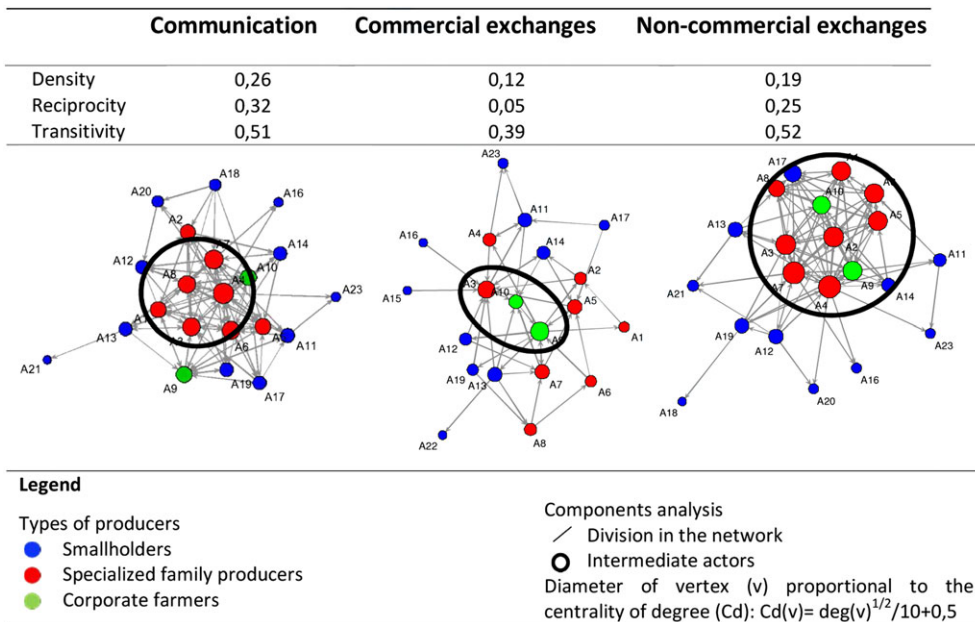 Communication Commercial exchanges Non-commercial exchanges
Density 0,26 0,12 0,19
Reciprocity 0,32 0,05 0,25
Transitivity 0,51 0,39 0,52
A18
A20
A16
A2
A14
A12
A10
A8
A13
A6
A11
A23
A21
A9
A19
A17
A23
A11
A17
A4
A14
A16
A2
A3
A10
A5
A15
A1
A12
A19
A13
A7
A6
A22
A8
A17
A8
A10
A5
A13
A3
A2
A11
A7
A9
A14
A21
A4
A19
A12
A23
A16
A20
A18
Legend
Types of producers
Smallholders
Specialized family producers
Corporate farmers
Components analysis
Division in the network
Intermediate actors
Diameter of vertex (v) proportional to the
centrality of degree (Cd): Cd(v)= deg(v)^1/2/10+0,5